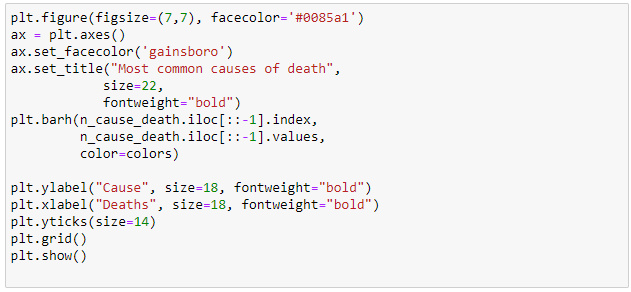 plt.figure(figsize=(7,7), facecolor='#0085a1')
ax = plt.axes()
ax.set_facecolor('gainsboro')
ax.set_title("Most common causes of death",
            size=22,
            fontweight="bold")
plt.barh(n_cause_death.iloc[::-1].index,
         n_cause_death.iloc[::-1].values,
         color=colors)

plt.ylabel("Cause", size=18, fontweight="bold")
plt.xlabel("Deaths", size=18, fontweight="bold")
plt.yticks(size=14)
plt.grid()
plt.show()